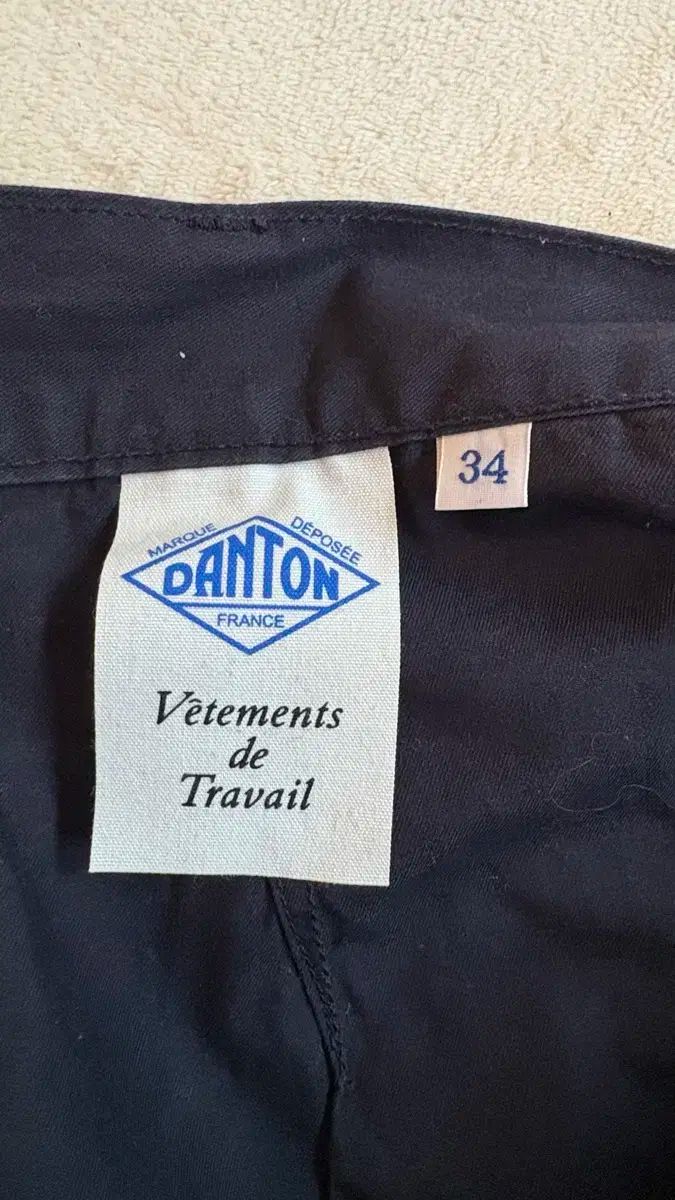 34
MARQUE DÉPOSÉE
DANTON
FRANCE
Vêtements
de
Travail